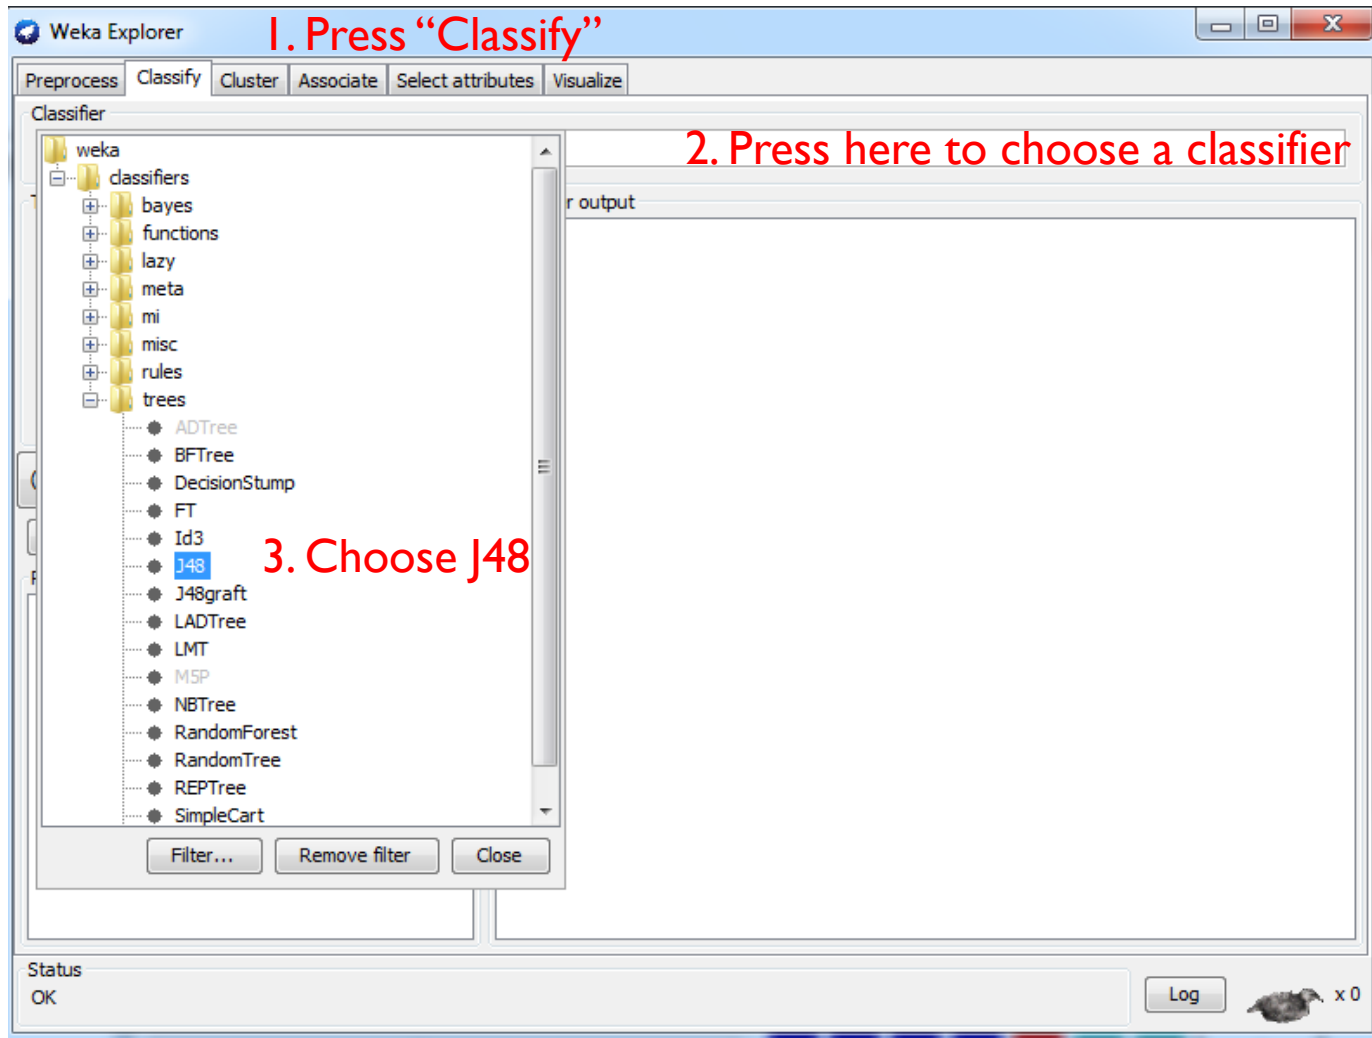 Weka Explorer
1. Press “Classify”
Preprocess Classify Cluster Associate Select attributes Visualize
Classifier
2. Press here to choose a classifier
weka
classifiers
bayes
r output
functions
lazy
meta
mi
misc
rules
trees
ADTree
BFTree
DecisionStump
FT
Id3
3. Choose J48
J48
J48graft
LADTree
LMT
M5P
NBTree
RandomForest
RandomTree
REPTree
SimpleCart
Filter... Remove filter Close
Status
OK
Log
x 0